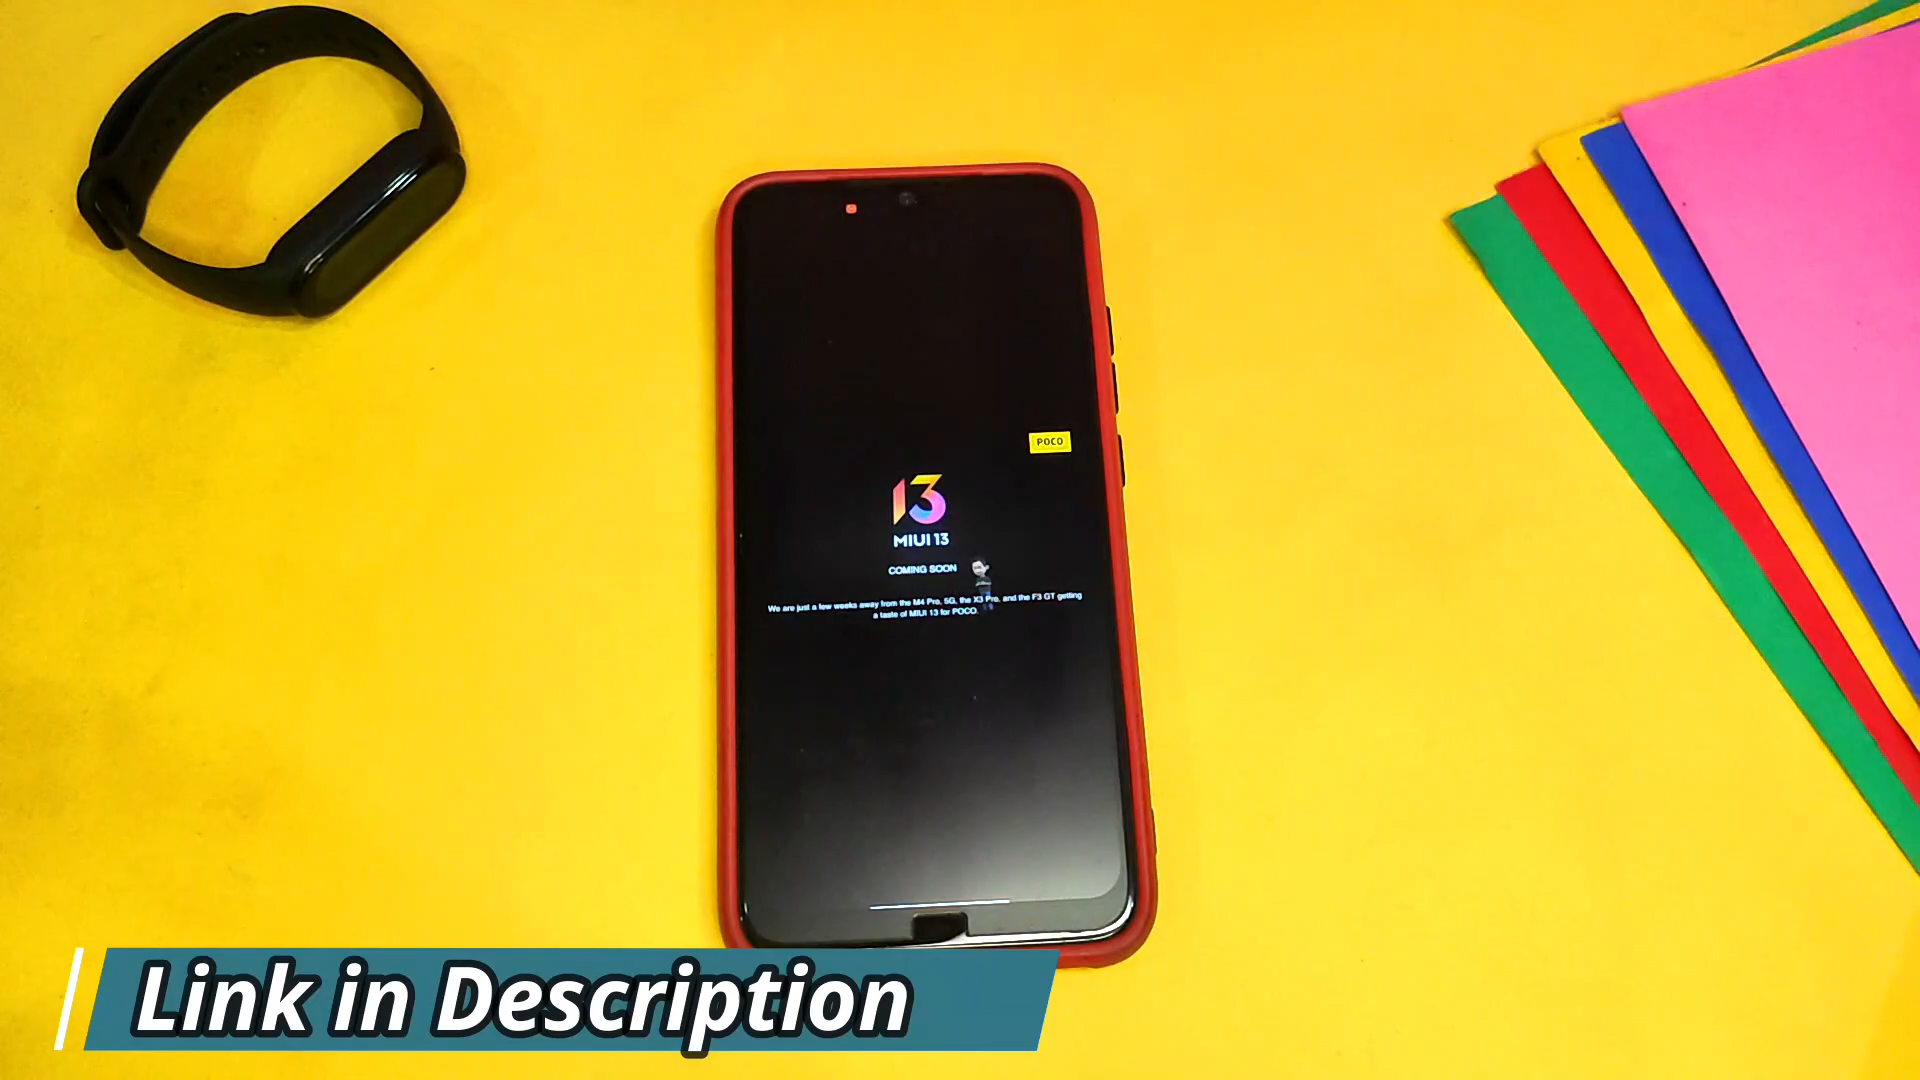 POCO
13
MIUI 13
COMING SOON
We are just a few weeks away from the M4 Pro, 5G, the X3 Pro, and the F3 GT getting
a taste of MIUI 13 for POCO.
Link in Description